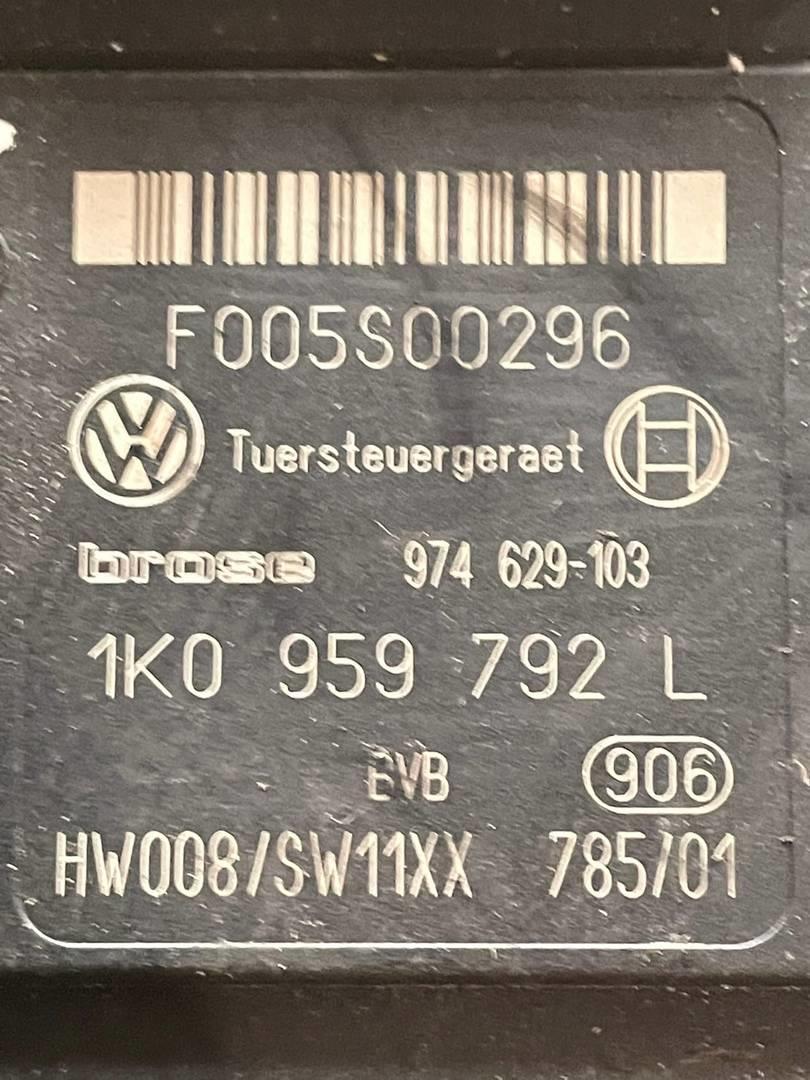 F005S00296
Tuersteuergeraet
brose 974 629-103
1K0 959 792 L
EVB 906
HW008/SW11XX 785/01